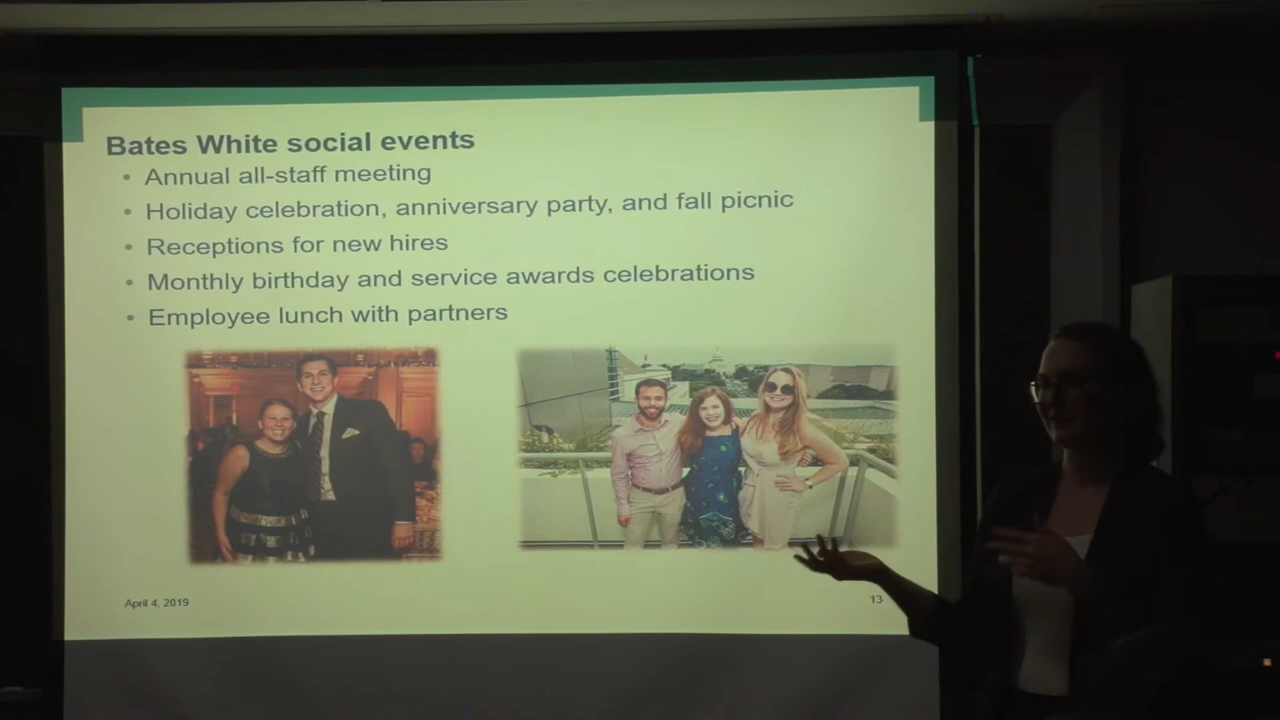 Bates White social events
• Annual all-staff meeting
• Holiday celebration, anniversary party, and fall picnic
• Receptions for new hires
• Monthly birthday and service awards celebrations
• Employee lunch with partners
April 4, 2019
13